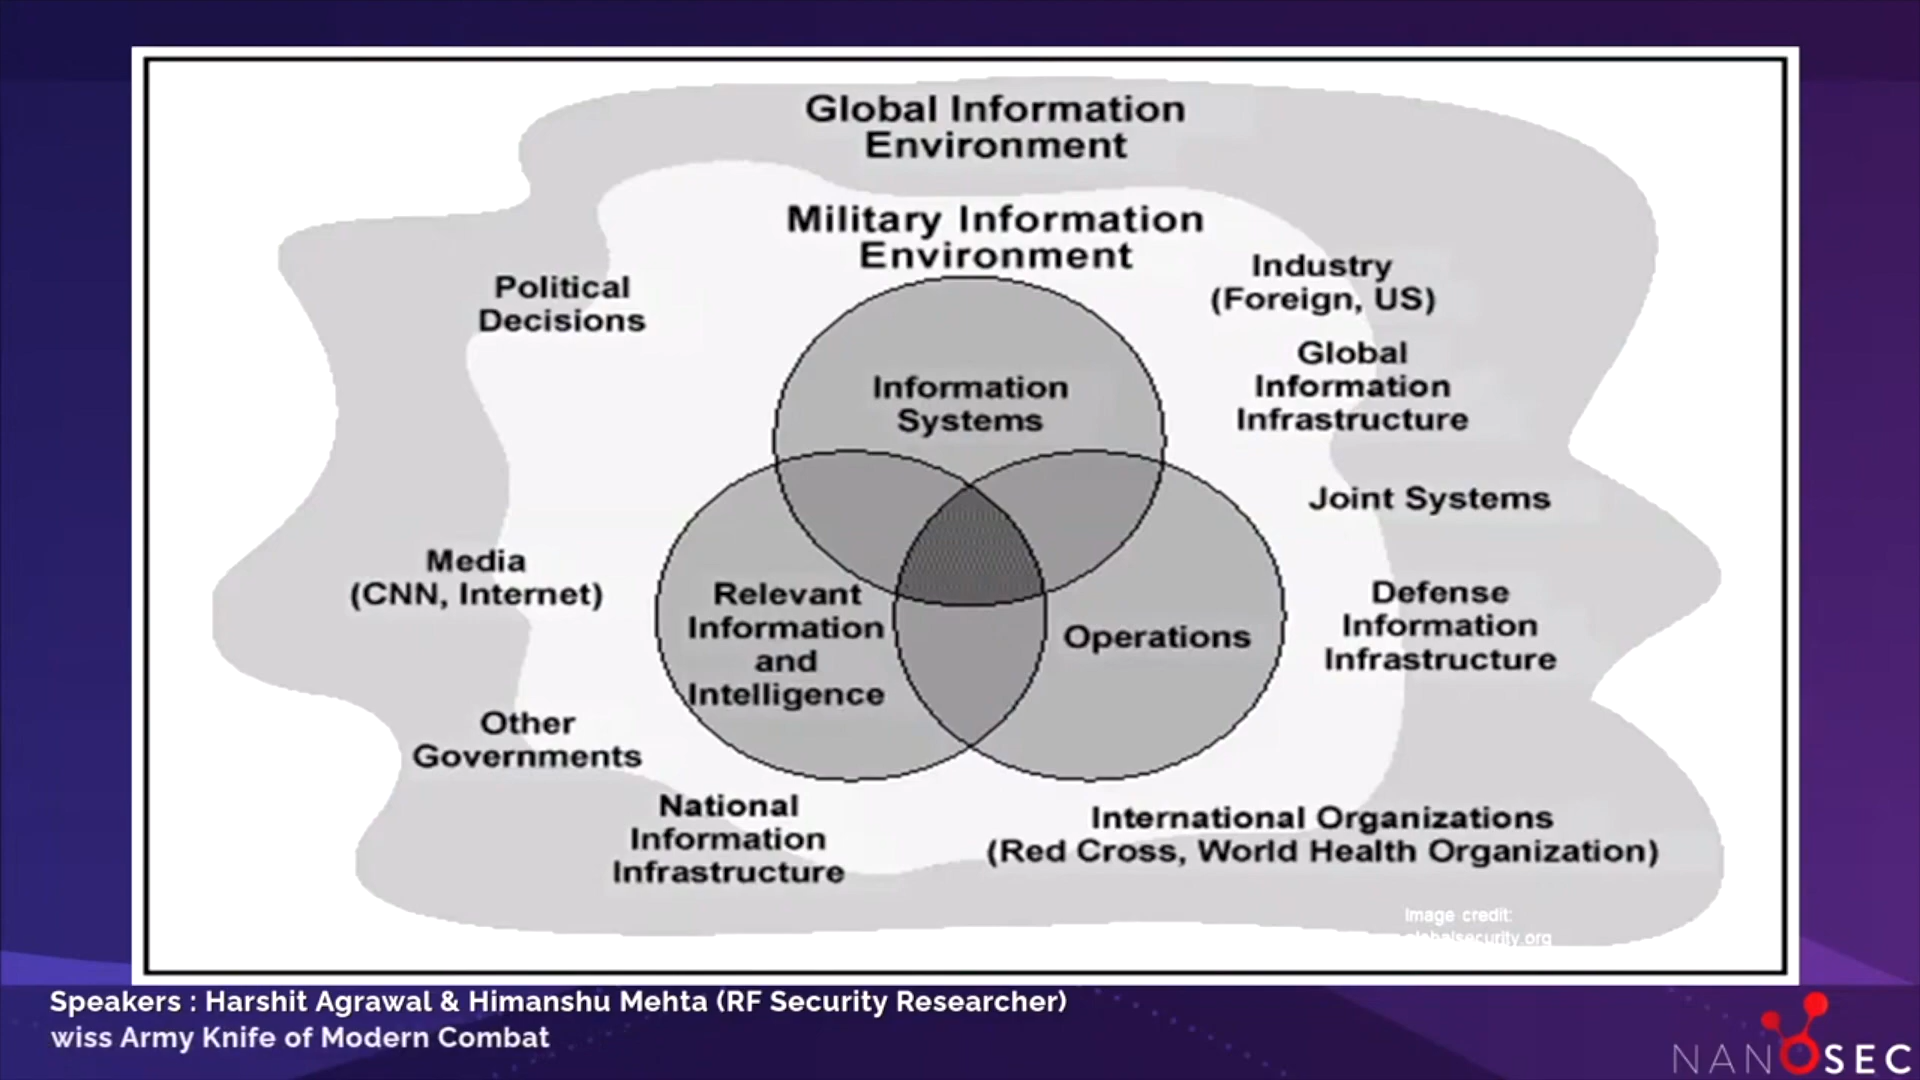 Global Information
Environment
Military Information
Environment
Political
Decisions
Industry
(Foreign, US)
Global
Information
Infrastructure
Information
Systems
Joint Systems
Media
(CNN, Internet)
Relevant
Information
and
Intelligence
Operations
Defense
Information
Infrastructure
Other
Governments
National
Information
Infrastructure
International Organizations
(Red Cross, World Health Organization)
Image credit:
globalsecurity.org
Speakers : Harshit Agrawal & Himanshu Mehta (RF Security Researcher)
wiss Army Knife of Modern Combat
NANOSEC